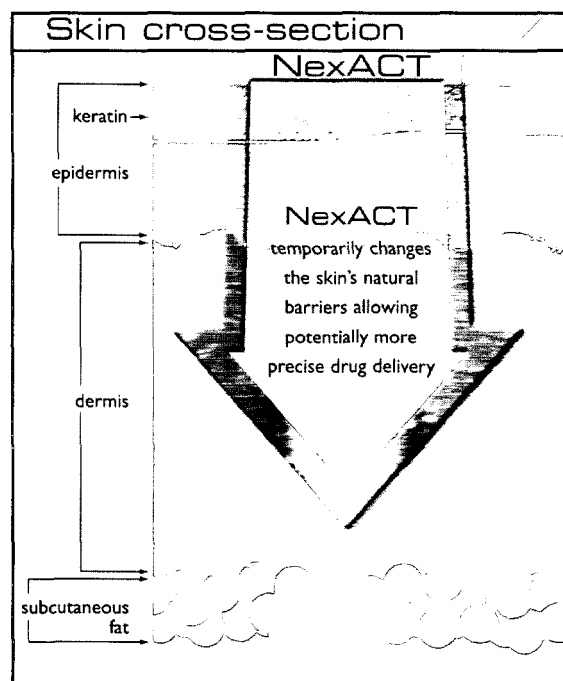 Skin cross-section
NexACT
keratin
epidermis
NexACT
temporarily changes
the skin's natural
barriers allowing
potentially more
precise drug delivery
dermis
subcutaneous
fat